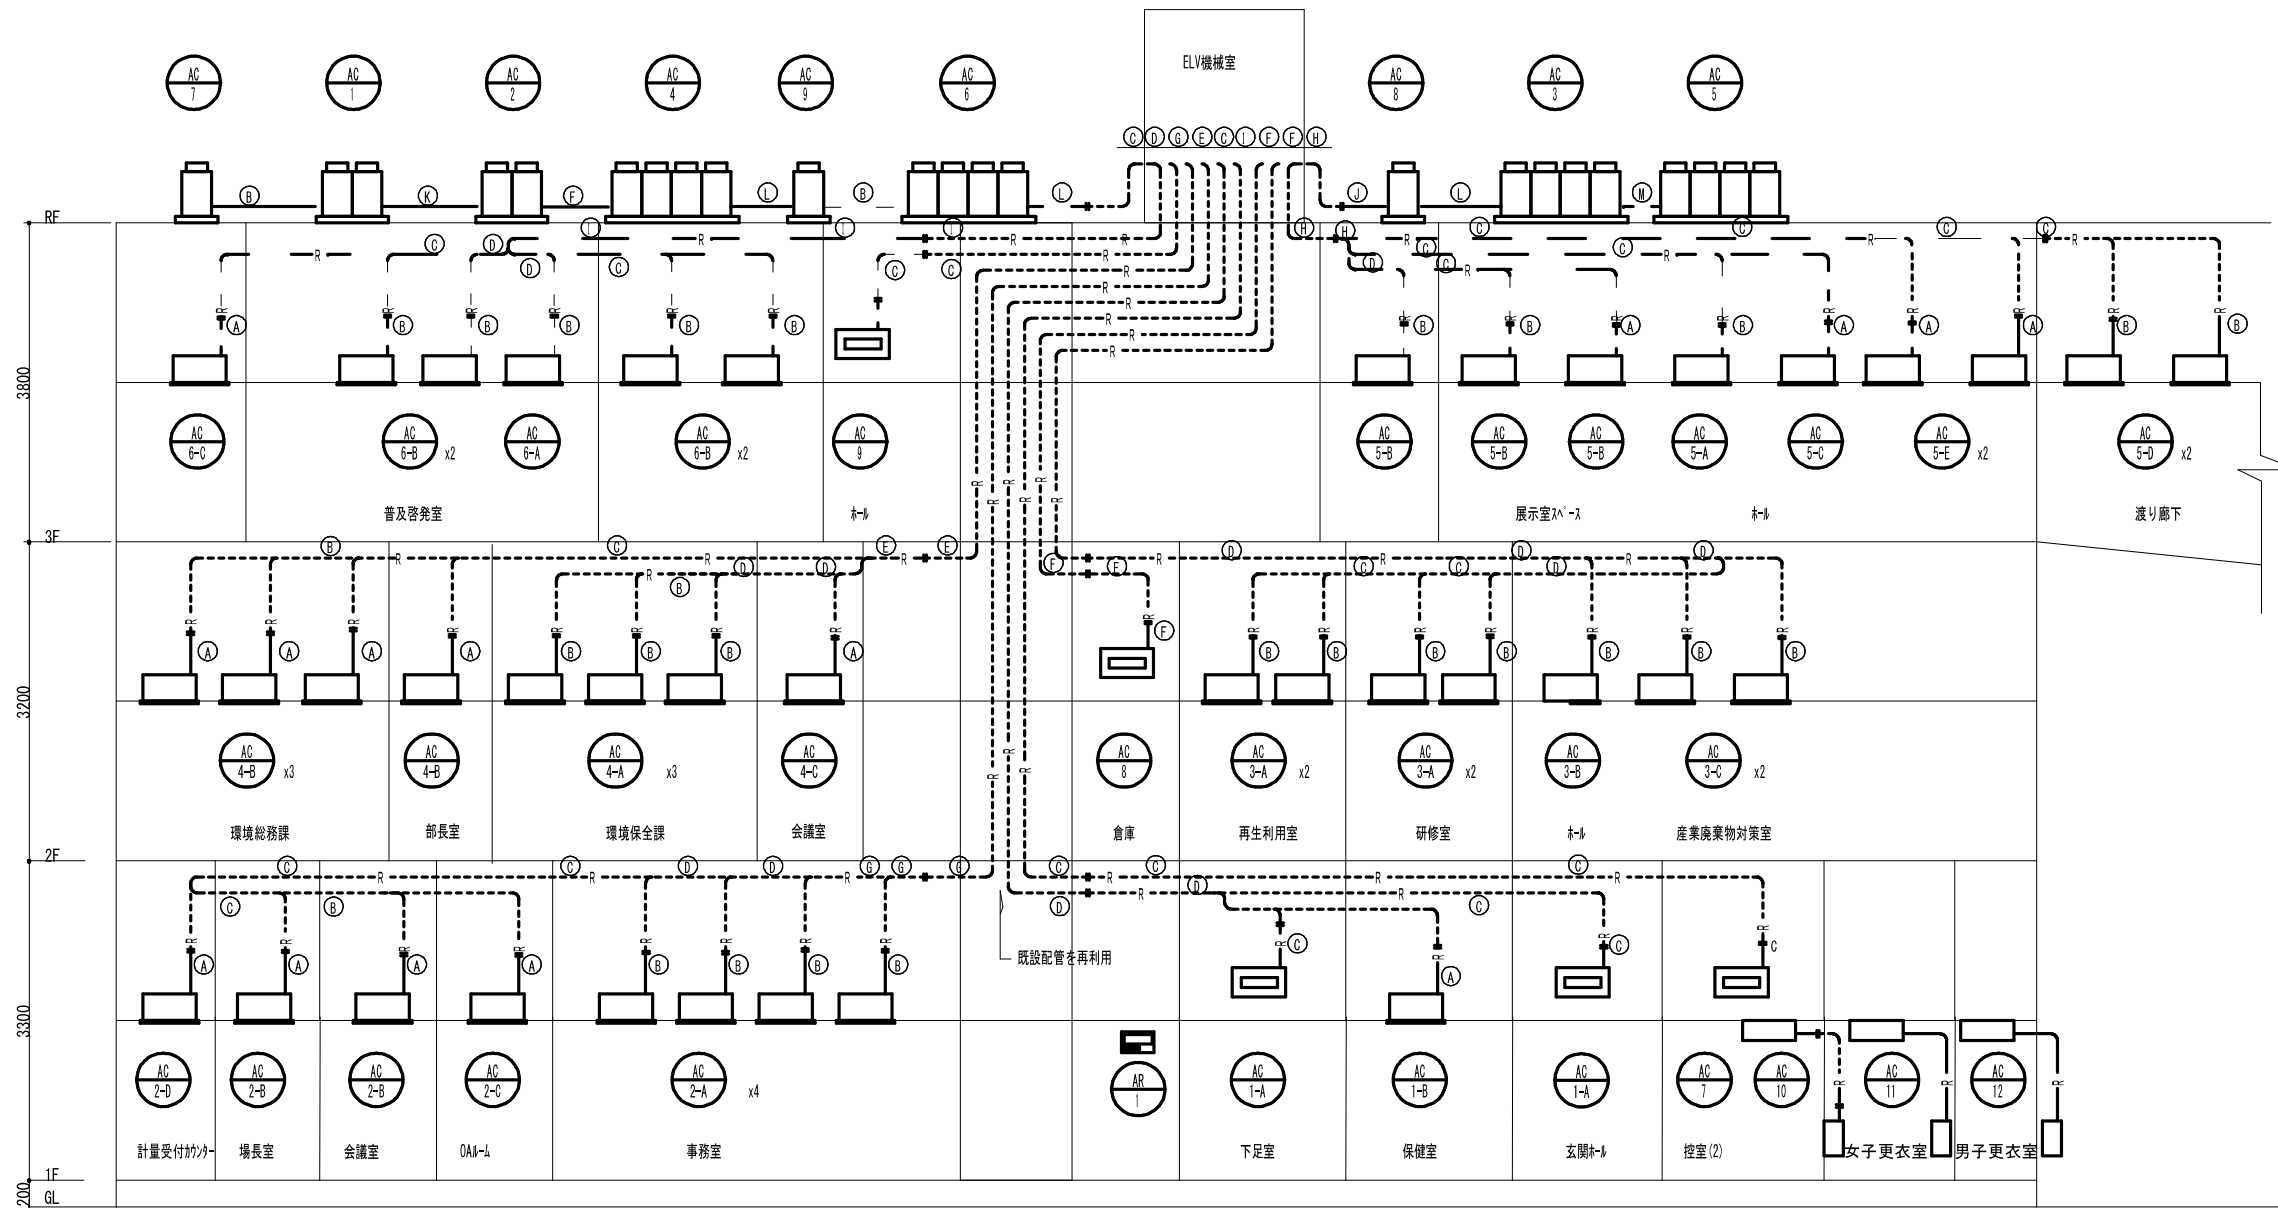 ELV機械室
AC 7
AC 1
AC 2
AC 4
AC 9
AC 6
AC 8
AC 3
AC 5
C D G E C I F F H
B K F L B L J L M
RF
I I I H H C C C C
C D R R R R R C C
D C C C D C R R
R R R R R R
A B B B B B B B A B A A A B B
3800
AC 6-C
AC 6-B x2
AC 6-A
AC 6-B x2
AC 9
AC 5-B
AC 5-B
AC 5-B
AC 5-A
AC 5-C
AC 5-E x2
AC 5-D x2
普及啓発室
ホール
展示室スペース
ホール
渡り廊下
3F
B C E E D D D
R R R R R R
B D D F F C C D
A A A A B B B A F B B B B B B B
3200
AC 4-B x3
AC 4-B
AC 4-A x3
AC 4-C
AC 8
AC 3-A x2
AC 3-A x2
AC 3-B
AC 3-C x2
環境総務課
部長室
環境保全課
会議室
倉庫
再生利用室
研修室
ホール
産業廃棄物対策室
2F
C C D D G G G C C C
R R R R R R R
C B D D C
A A A A B B B B C A C C
既設配管を再利用
3300
AC 2-D
AC 2-B
AC 2-B
AC 2-C
AC 2-A x4
AR 1
AC 1-A
AC 1-B
AC 1-A
AC 7
AC 10
AC 11
AC 12
計量受付カウンター
場長室
会議室
OAルーム
事務室
下足室
保健室
玄関ホール
控室(2)
女子更衣室
男子更衣室
1F
200
GL